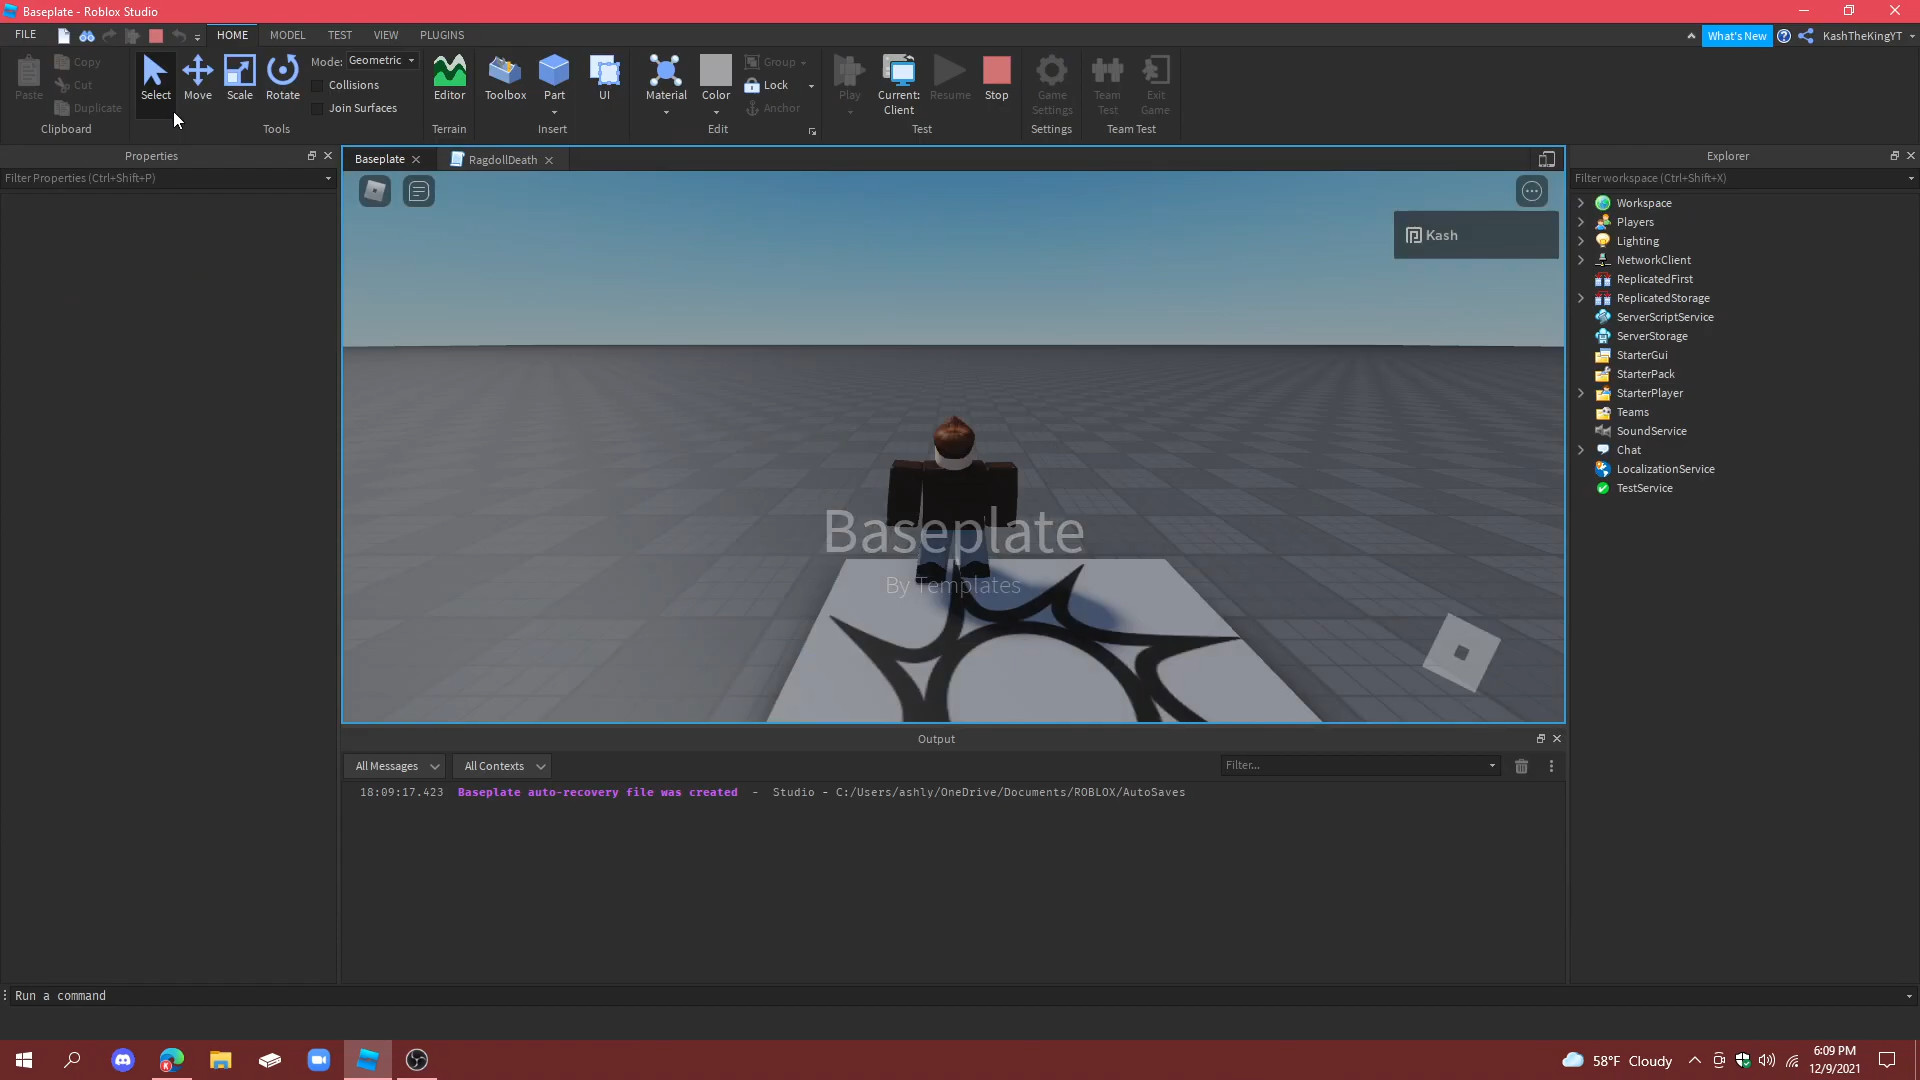 Baseplate - Roblox Studio
FILE
HOME
MODEL
TEST
VIEW
PLUGINS
What's New
KashTheKingYT
Paste
Copy
Cut
Duplicate
Clipboard
Select
Move
Scale
Rotate
Mode: Geometric
Collisions
Join Surfaces
Tools
Editor
Terrain
Toolbox
Part
UI
Insert
Material
Color
Group
Lock
Anchor
Edit
Play
Current:
Client
Resume
Stop
Test
Game
Settings
Settings
Team
Test
Exit
Game
Team Test
Properties
Filter Properties (Ctrl+Shift+P)
Baseplate
RagdollDeath
Kash
Baseplate
By Templates
Explorer
Filter workspace (Ctrl+Shift+X)
Workspace
Players
Lighting
NetworkClient
ReplicatedFirst
ReplicatedStorage
ServerScriptService
ServerStorage
StarterGui
StarterPack
StarterPlayer
Teams
SoundService
Chat
LocalizationService
TestService
Output
All Messages
All Contexts
Filter...
18:09:17.423 Baseplate auto-recovery file was created - Studio - C:/Users/ashly/OneDrive/Documents/ROBLOX/AutoSaves
Run a command
58°F Cloudy
6:09 PM
12/9/2021